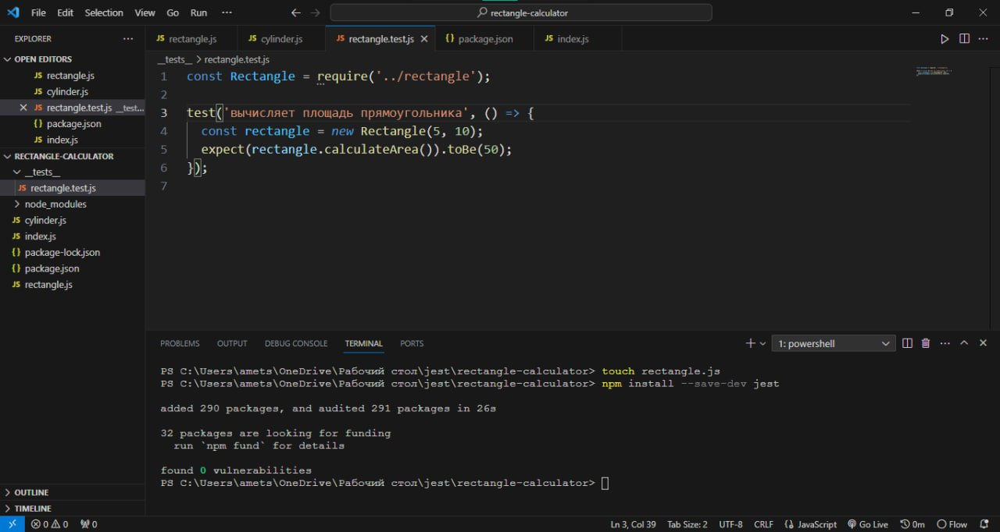 File Edit Selection View Go Run ··· rectangle-calculator
EXPLORER ···
OPEN EDITORS
JS rectangle.js
JS cylinder.js
JS rectangle.test.js __test...
{} package.json
JS index.js
RECTANGLE-CALCULATOR
__tests__
JS rectangle.test.js
node_modules
JS cylinder.js
JS index.js
{} package-lock.json
{} package.json
JS rectangle.js
OUTLINE
TIMELINE
JS rectangle.js JS cylinder.js JS rectangle.test.js {} package.json JS index.js
__tests__ > rectangle.test.js
1 const Rectangle = require('../rectangle');
2
3 test('вычисляет площадь прямоугольника', () => {
4 const rectangle = new Rectangle(5, 10);
5 expect(rectangle.calculateArea()).toBe(50);
6 });
7
PROBLEMS OUTPUT DEBUG CONSOLE TERMINAL PORTS 1: powershell
PS C:\Users\amets\OneDrive\Рабочий стол\jest\rectangle-calculator> touch rectangle.js
PS C:\Users\amets\OneDrive\Рабочий стол\jest\rectangle-calculator> npm install --save-dev jest
added 290 packages, and audited 291 packages in 26s
32 packages are looking for funding
run `npm fund` for details
found 0 vulnerabilities
PS C:\Users\amets\OneDrive\Рабочий стол\jest\rectangle-calculator>
0 0 0 Ln 3, Col 39 Tab Size: 2 UTF-8 CRLF JavaScript Go Live 0m Flow